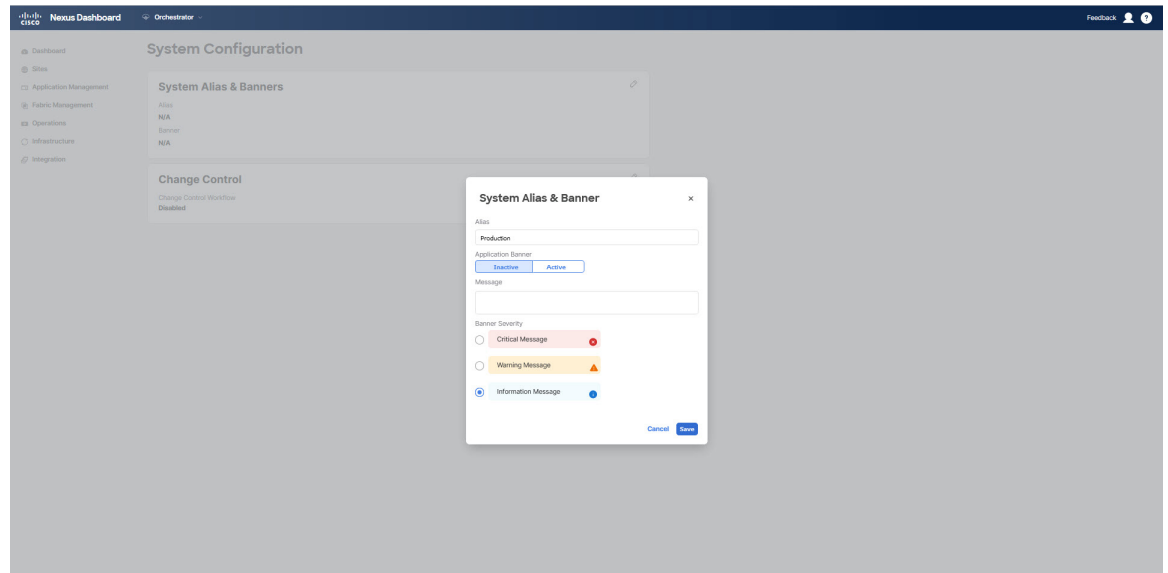 CISCO Nexus Dashboard Orchestrator Feedback ?
Dashboard
Sites
Application Management
Fabric Management
Operations
Infrastructure
Integration
System Configuration
System Alias & Banners
Alias
N/A
Banner
N/A
Change Control
Change Control Workflow
Disabled
System Alias & Banner ×
Alias
Production
Application Banner
Inactive Active
Message
Banner Severity
Critical Message
Warning Message
Information Message
Cancel Save